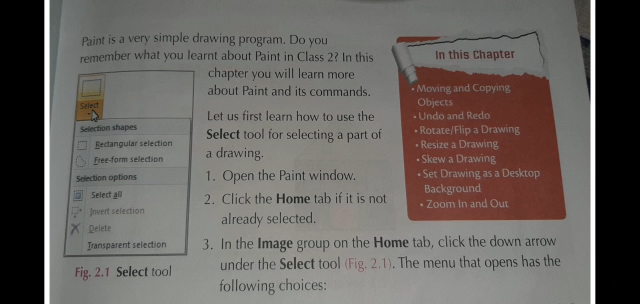 Paint is a very simple drawing program. Do you
remember what you learnt about Paint in Class 2? In this
chapter you will learn more
about Paint and its commands.
Let us first learn how to use the
Select tool for selecting a part of
a drawing.
1. Open the Paint window.
2. Click the Home tab if it is not
already selected.
3. In the Image group on the Home tab, click the down arrow
under the Select tool (Fig. 2.1). The menu that opens has the
following choices:
Select
Selection shapes
Rectangular selection
Free-form selection
Selection options
Select all
Invert selection
Delete
Transparent selection
Fig. 2.1 Select tool
In this Chapter
• Moving and Copying
Objects
• Undo and Redo
• Rotate/Flip a Drawing
• Resize a Drawing
• Skew a Drawing
• Set Drawing as a Desktop
Background
• Zoom In and Out